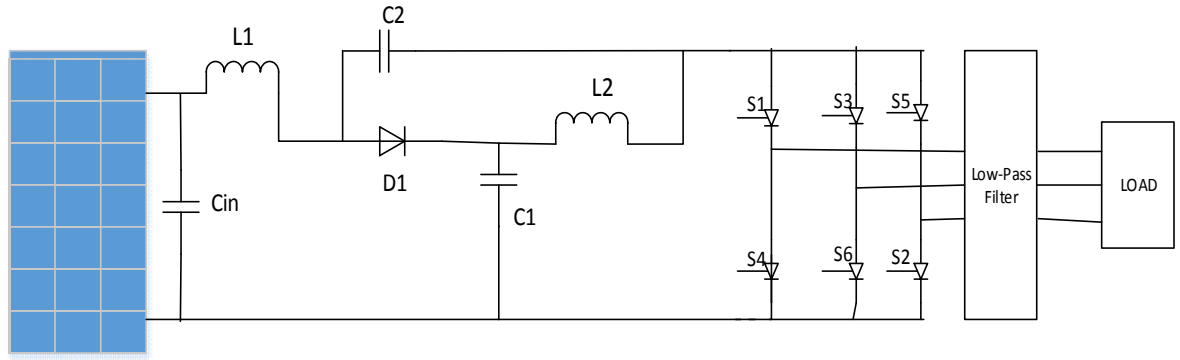 C2
L1
L2
S1
S3
S5
D1
Cin
C1
Low-Pass
Filter
LOAD
S4
S6
S2